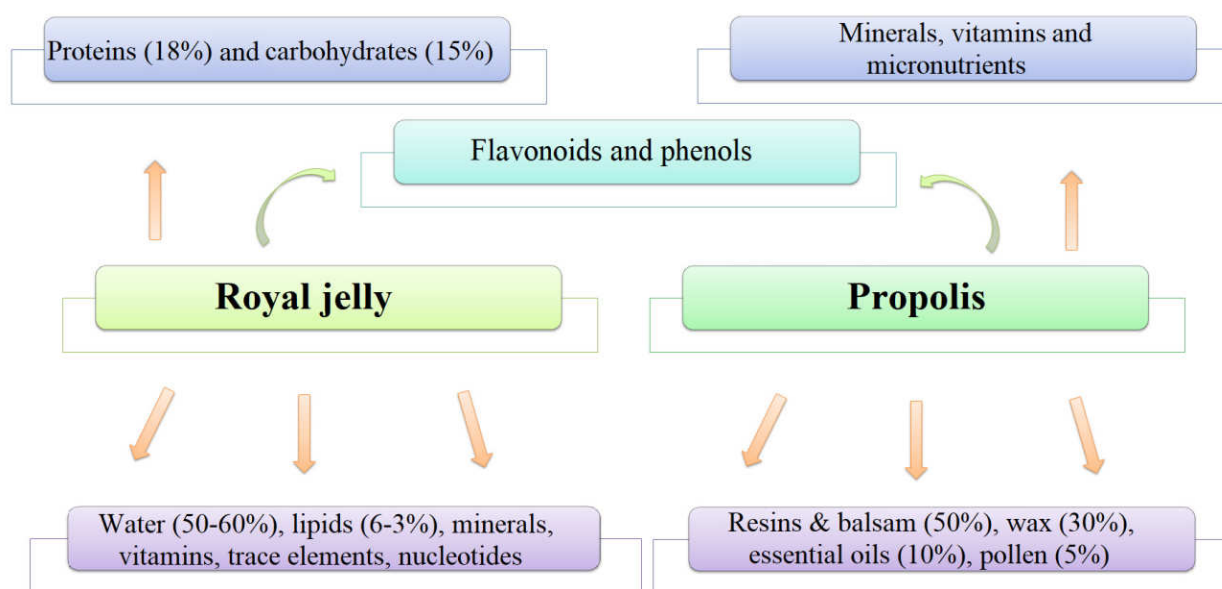 Proteins (18%) and carbohydrates (15%)
Minerals, vitamins and
micronutrients
Flavonoids and phenols
Royal jelly
Propolis
Water (50-60%), lipids (6-3%), minerals,
vitamins, trace elements, nucleotides
Resins & balsam (50%), wax (30%),
essential oils (10%), pollen (5%)